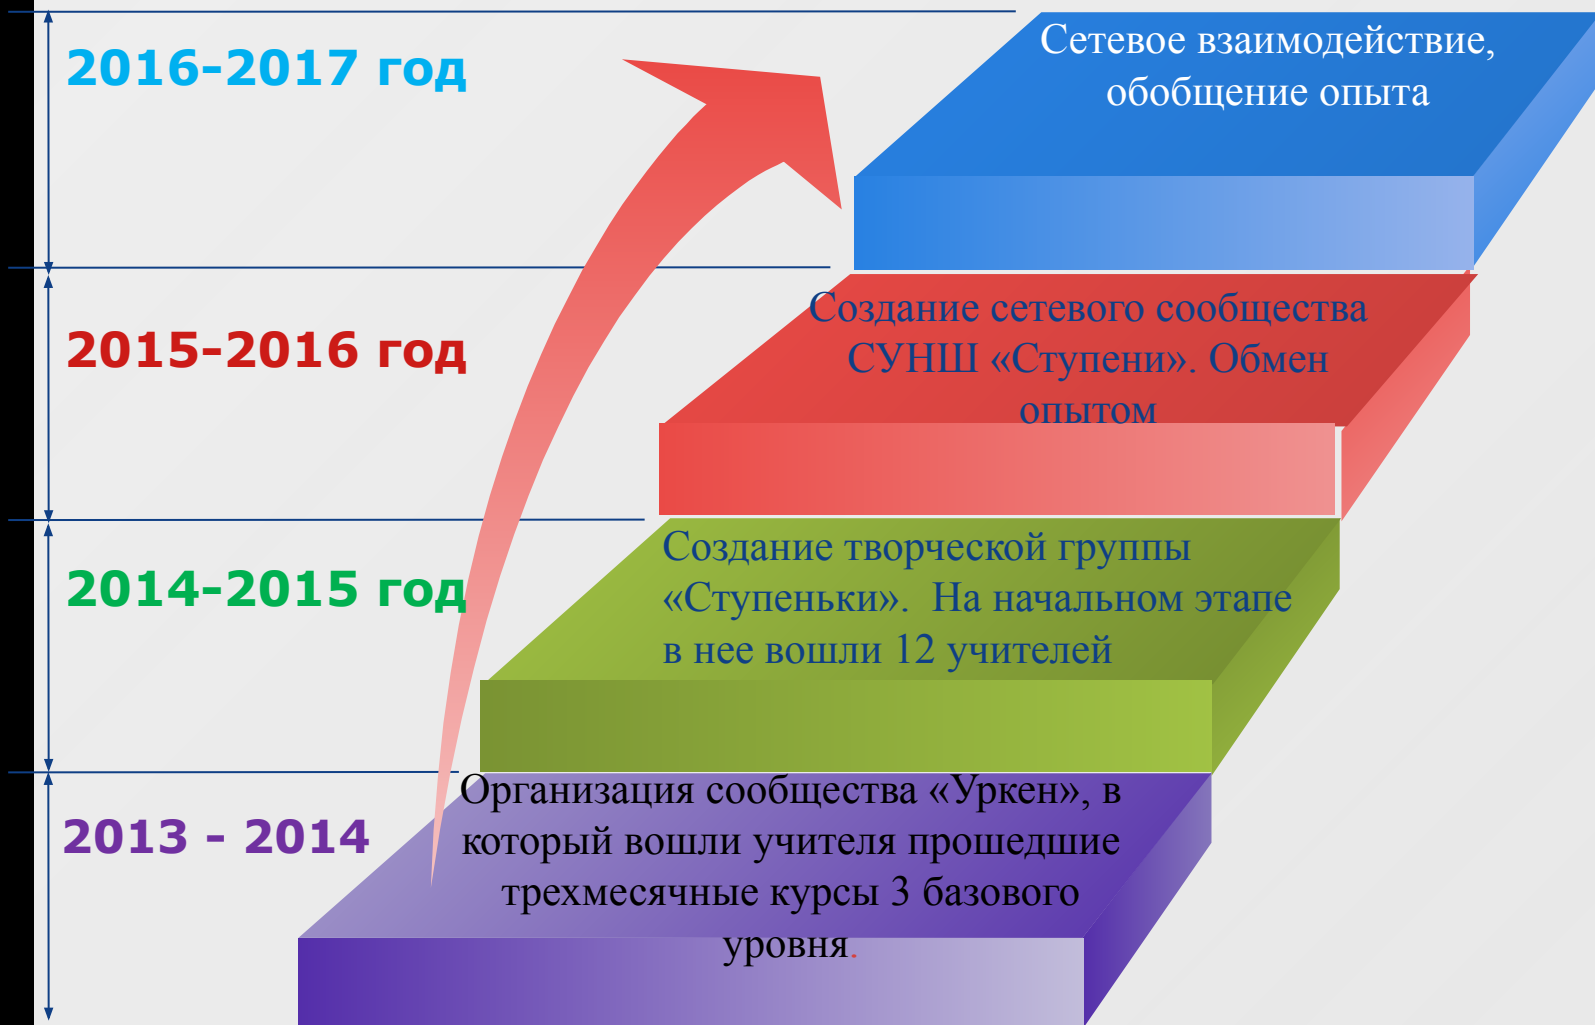 2016-2017 год
Сетевое взаимодействие,
обобщение опыта
2015-2016 год
Создание сетевого сообщества
СУНШ «Ступени». Обмен
опытом
2014-2015 год
Создание творческой группы
«Ступеньки».  На начальном этапе
в нее вошли 12 учителей
2013 - 2014
Организация сообщества «Уркен», в
который вошли учителя прошедшие
трехмесячные курсы 3 базового
уровня.